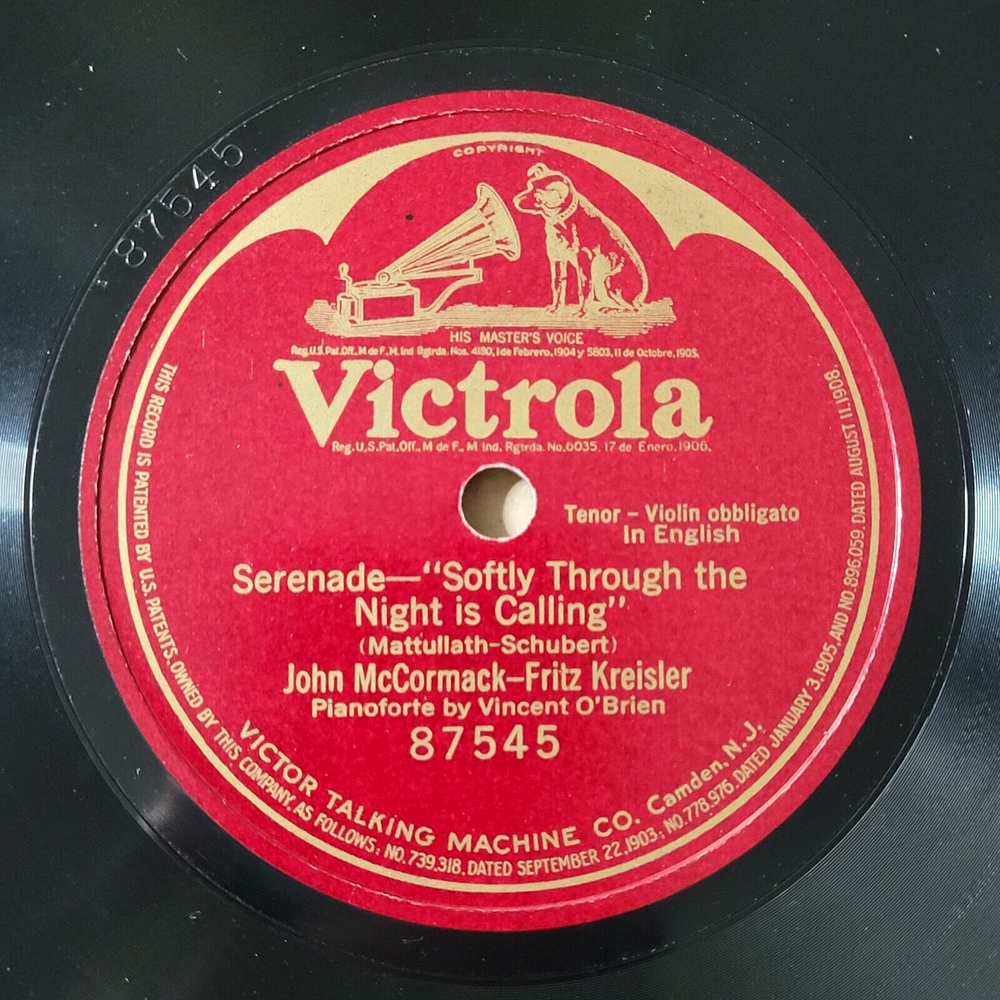 87545
COPYRIGHT
HIS MASTER'S VOICE
Reg.U.S.Pat.Off.,M de F.,M.Ind Rgtrda. Nos. 4180,1 de Febrero.1904 y 5803,11 de Octubre,1905.
Victrola
Reg.U.S.Pat.Off., M de F., M Ind. Rgtrda. No.6035, 17 de Enero,1906.
Tenor – Violin obbligato
In English
Serenade—“Softly Through the
Night is Calling”
(Mattullath–Schubert)
John McCormack–Fritz Kreisler
Pianoforte by Vincent O'Brien
87545
VICTOR TALKING MACHINE CO. Camden, N.J.
THIS RECORD IS PATENTED BY U.S. PATENTS, OWNED BY THIS COMPANY, AS FOLLOWS: NO.739,318, DATED SEPTEMBER 22,1903; NO.778,976, DATED JANUARY 3,1905, AND NO.896,059, DATED AUGUST 11,1908.